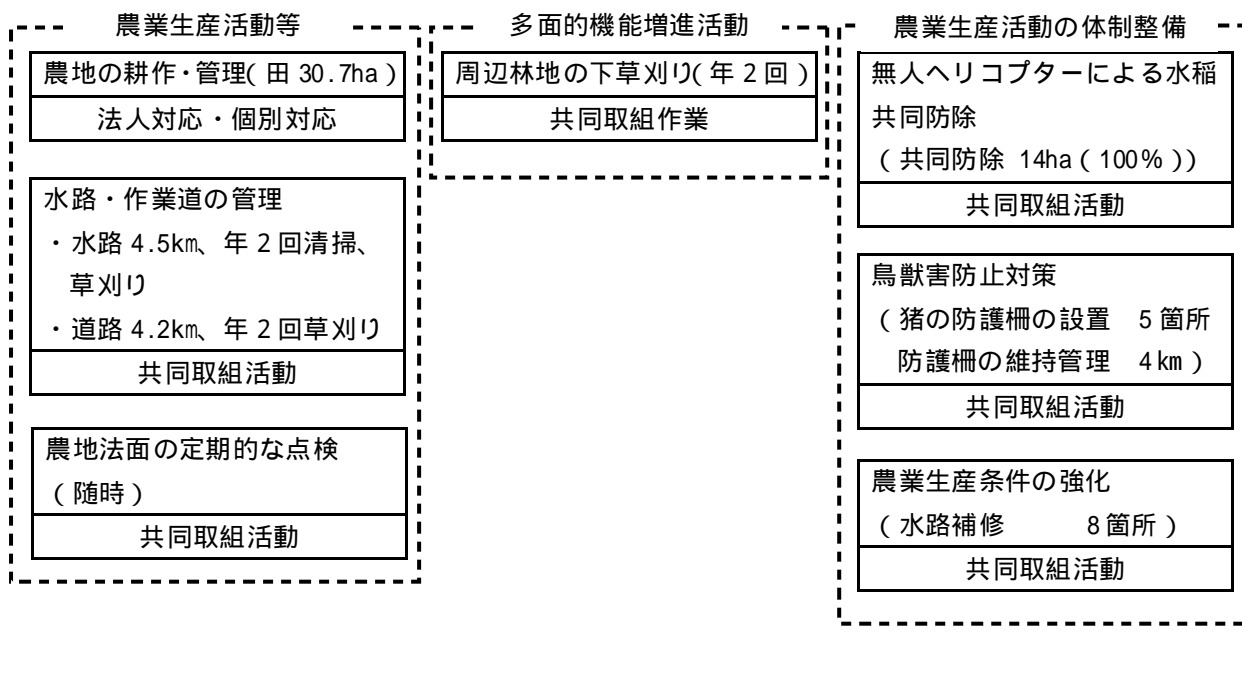 農業生産活動等
農地の耕作・管理(田 30.7ha)
法人対応・個別対応
水路・作業道の管理
・水路 4.5km、年2回清掃、
草刈り
・道路 4.2km、年2回草刈り
共同取組活動
農地法面の定期的な点検
(随時)
共同取組活動
多面的機能増進活動
周辺林地の下草刈り(年2回)
共同取組作業
農業生産活動の体制整備
無人ヘリコプターによる水稲
共同防除
(共同防除 14ha(100%))
共同取組活動
鳥獣害防止対策
(猪の防護柵の設置 5箇所
防護柵の維持管理 4km)
共同取組活動
農業生産条件の強化
(水路補修 8箇所)
共同取組活動